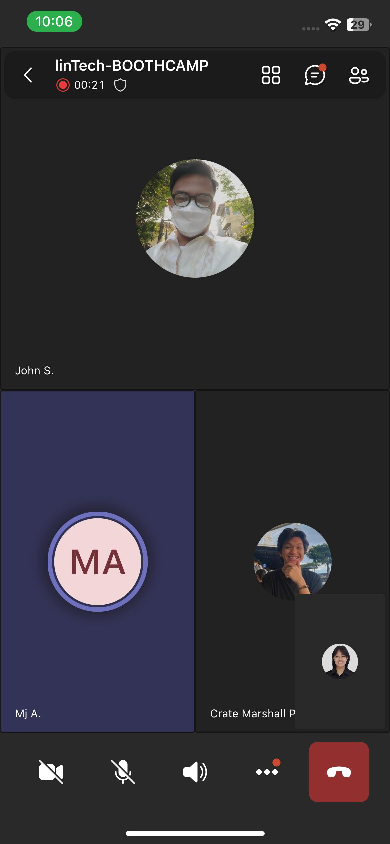 10:06
29
linTech-BOOTHCAMP
00:21
John S.
MA
Mj A.
Crate Marshall P